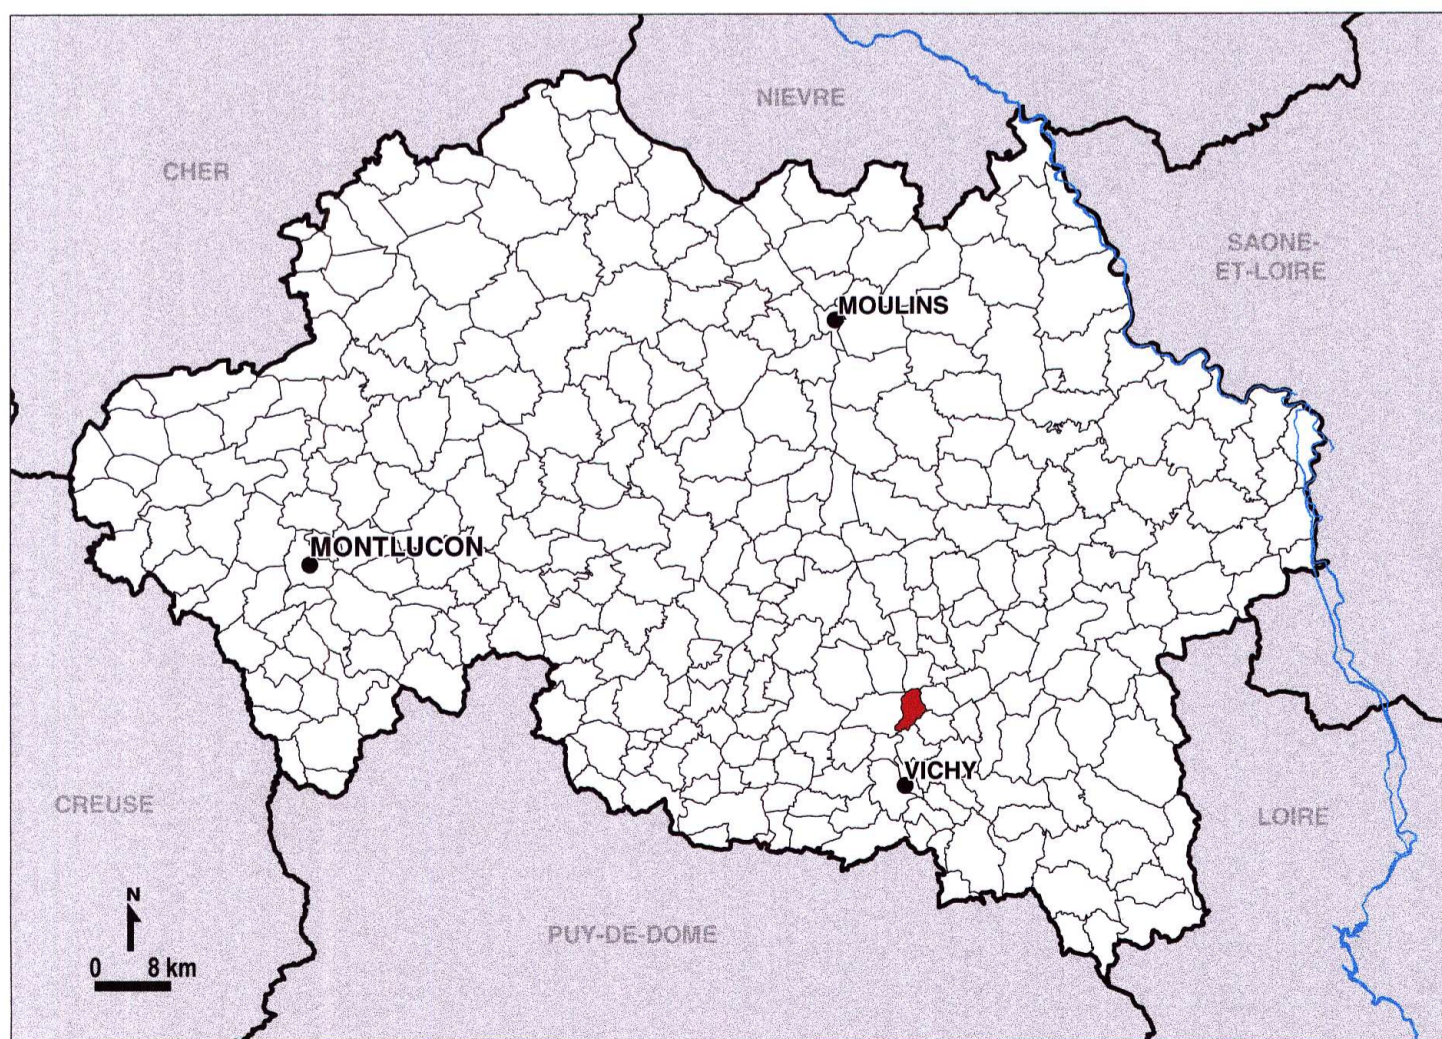 NIEVRE
CHER
SAONE-
ET-LOIRE
MOULINS
MONTLUCON
VICHY
CREUSE
LOIRE
N
PUY-DE-DOME
0 8 km